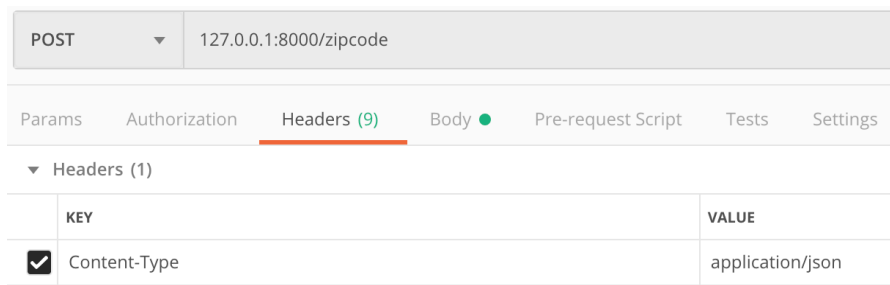 POST 127.0.0.1:8000/zipcode
Params Authorization Headers (9) Body Pre-request Script Tests Settings
Headers (1)
KEY VALUE
Content-Type application/json